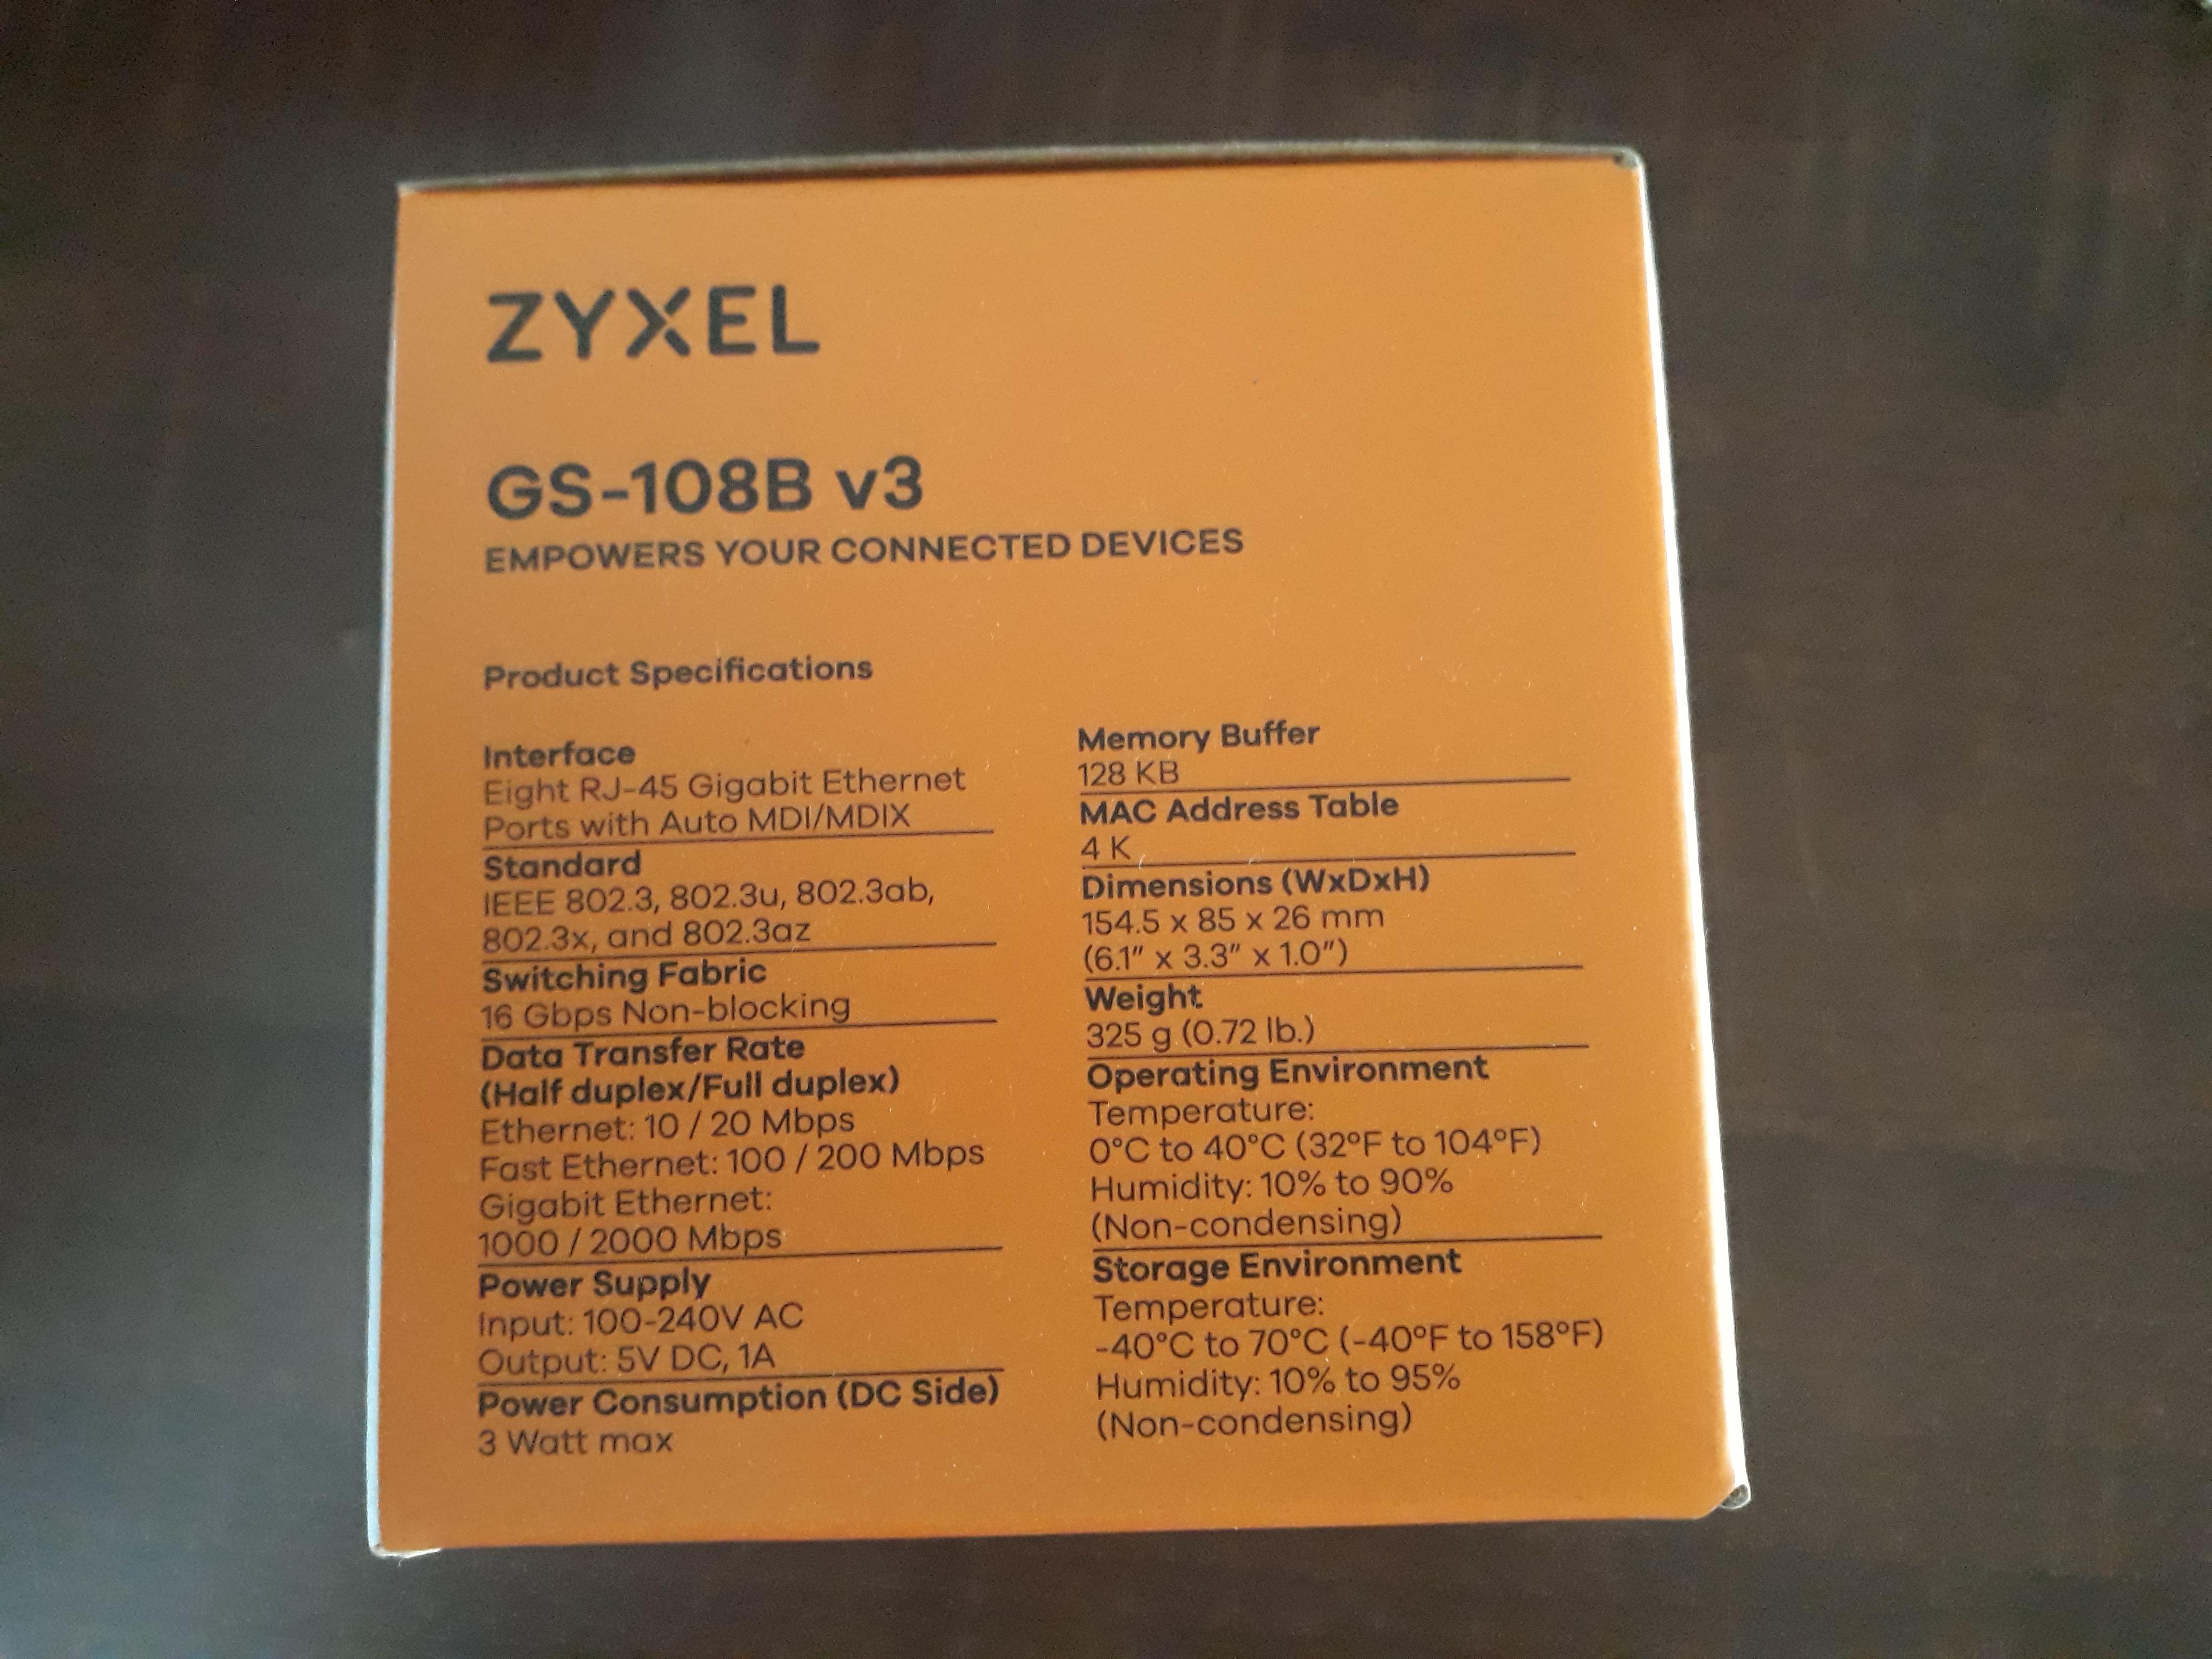 ZYXEL
GS-108B v3
EMPOWERS YOUR CONNECTED DEVICES
Product Specifications
Interface
Eight RJ-45 Gigabit Ethernet
Ports with Auto MDI/MDIX
Standard
IEEE 802.3, 802.3u, 802.3ab,
802.3x, and 802.3az
Switching Fabric
16 Gbps Non-blocking
Data Transfer Rate
(Half duplex/Full duplex)
Ethernet: 10 / 20 Mbps
Fast Ethernet: 100 / 200 Mbps
Gigabit Ethernet:
1000 / 2000 Mbps
Power Supply
Input: 100-240V AC
Output: 5V DC, 1A
Power Consumption (DC Side)
3 Watt max
Memory Buffer
128 KB
MAC Address Table
4 K
Dimensions (WxDxH)
154.5 x 85 x 26 mm
(6.1" x 3.3" x 1.0")
Weight
325 g (0.72 lb.)
Operating Environment
Temperature:
0°C to 40°C (32°F to 104°F)
Humidity: 10% to 90%
(Non-condensing)
Storage Environment
Temperature:
-40°C to 70°C (-40°F to 158°F)
Humidity: 10% to 95%
(Non-condensing)